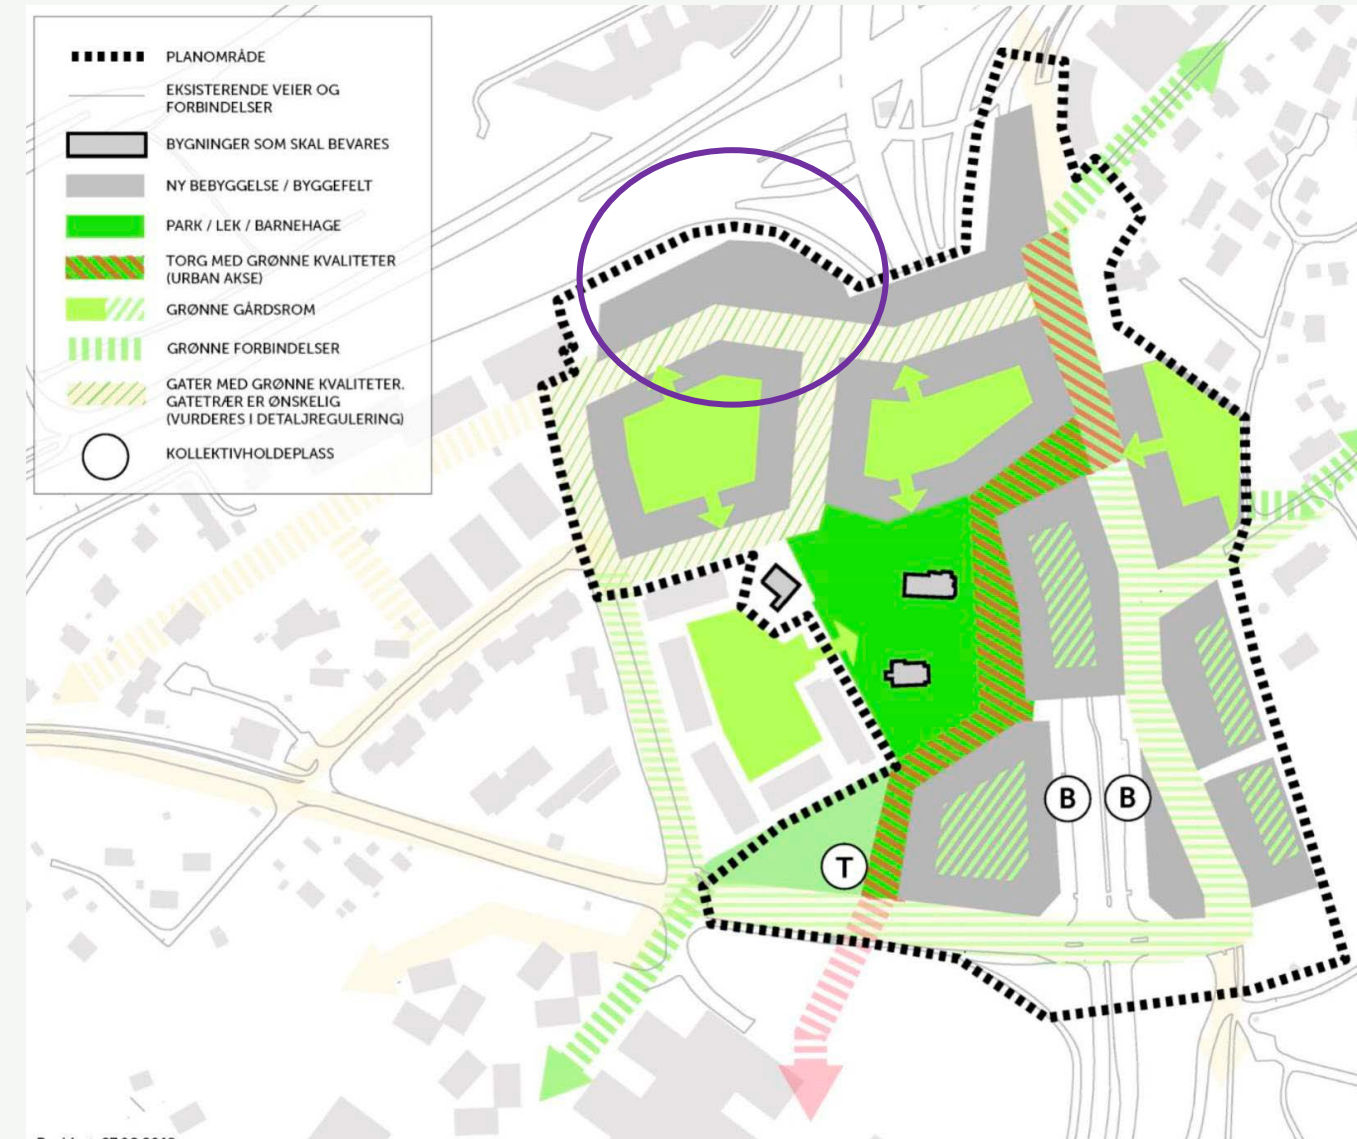 PLANOMRÅDE
EKSISTERENDE VEIER OG
FORBINDELSER
BYGNINGER SOM SKAL BEVARES
NY BEBYGGELSE / BYGGEFELT
PARK / LEK / BARNEHAGE
TORG MED GRØNNE KVALITETER
(URBAN AKSE)
GRØNNE GÅRDSROM
GRØNNE FORBINDELSER
GATER MED GRØNNE KVALITETER.
GATETRÆR ER ØNSKELIG
(VURDERES I DETALJREGULERING)
KOLLEKTIVHOLDEPLASS
B B
T